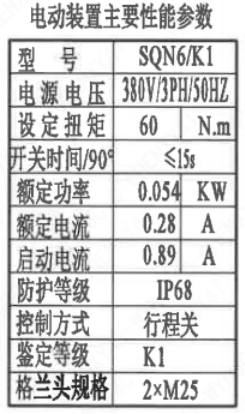 电动装置主要性能参数
型号 SQN6/K1
电源电压 380V/3PH/50HZ
设定扭矩 60 N.m
开关时间/90° ≤15s
额定功率 0.054 KW
额定电流 0.28 A
启动电流 0.89 A
防护等级 IP68
控制方式 行程关
鉴定等级 K1
格兰头规格 2×M25